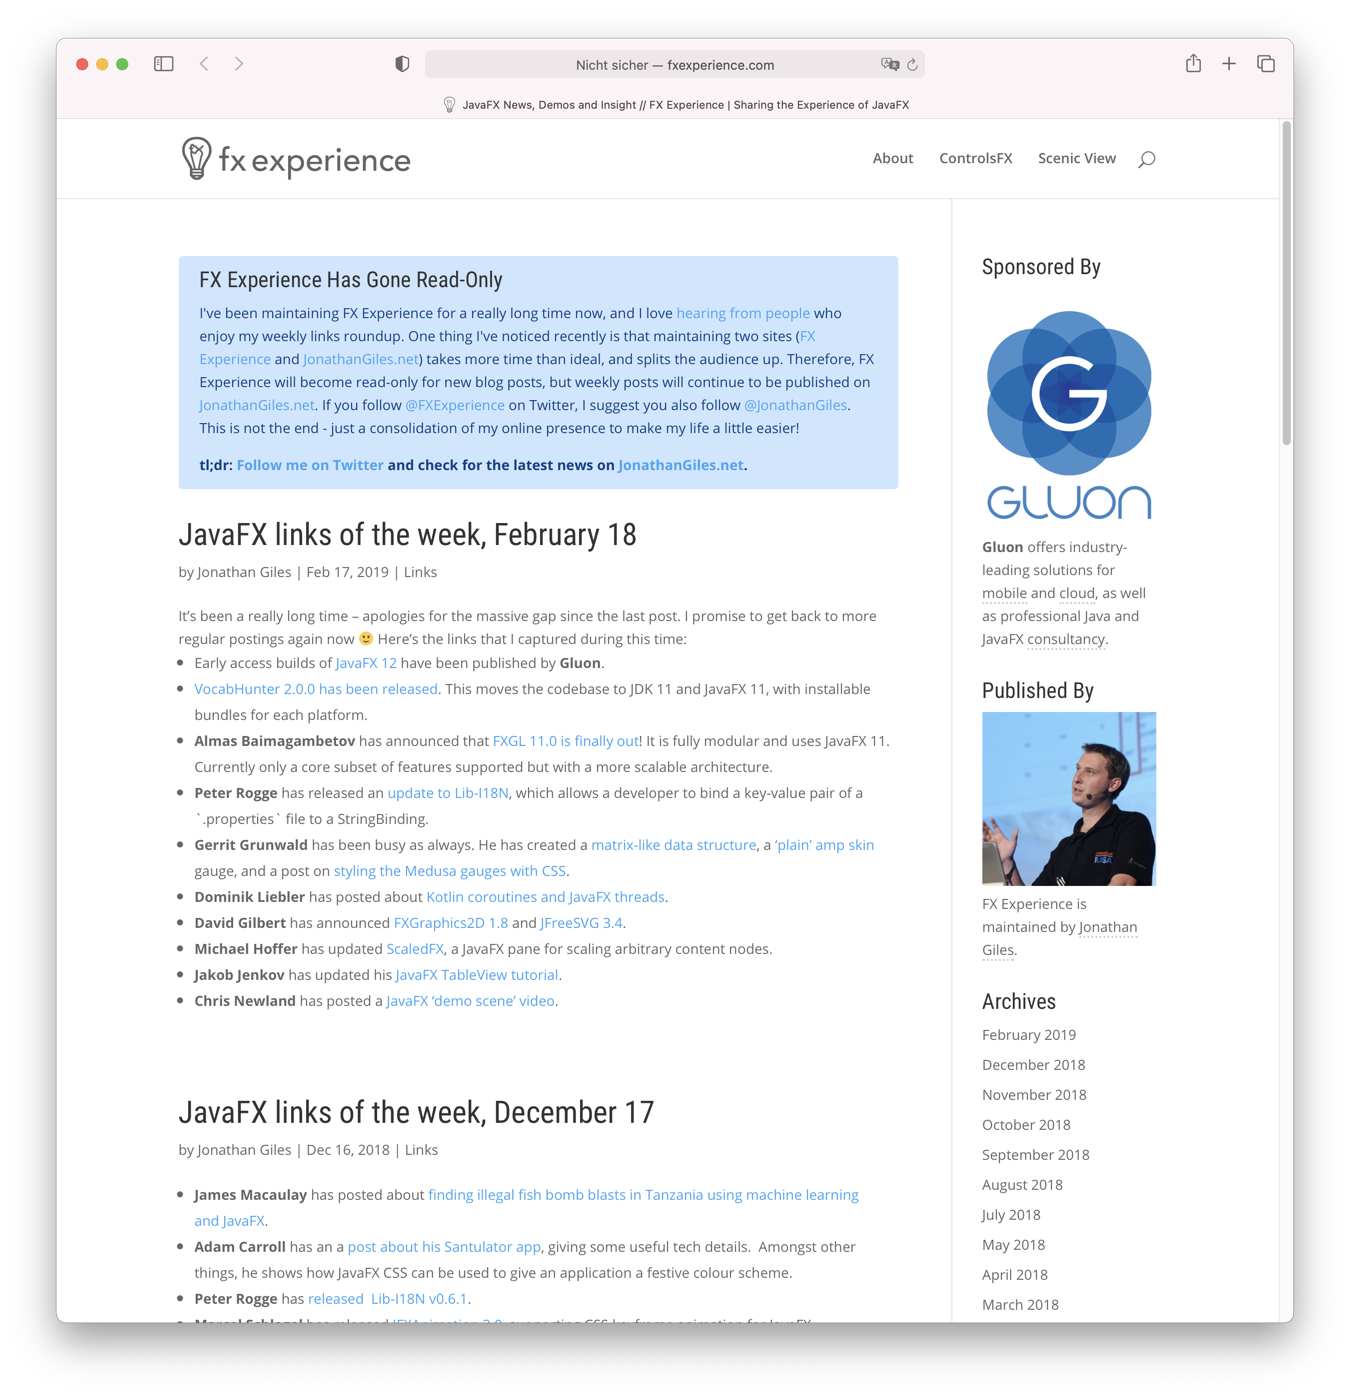 Nicht sicher — fxexperience.com
JavaFX News, Demos and Insight // FX Experience | Sharing the Experience of JavaFX
fx experience
About
ControlsFX
Scenic View
FX Experience Has Gone Read-Only
I've been maintaining FX Experience for a really long time now, and I love hearing from people who
enjoy my weekly links roundup. One thing I've noticed recently is that maintaining two sites (FX
Experience and JonathanGiles.net) takes more time than ideal, and splits the audience up. Therefore, FX
Experience will become read-only for new blog posts, but weekly posts will continue to be published on
JonathanGiles.net. If you follow @FXExperience on Twitter, I suggest you also follow @JonathanGiles.
This is not the end - just a consolidation of my online presence to make my life a little easier!
tl;dr: Follow me on Twitter and check for the latest news on JonathanGiles.net.
JavaFX links of the week, February 18
by Jonathan Giles | Feb 17, 2019 | Links
It’s been a really long time – apologies for the massive gap since the last post. I promise to get back to more
regular postings again now 🙂 Here’s the links that I captured during this time:
• Early access builds of JavaFX 12 have been published by Gluon.
• VocabHunter 2.0.0 has been released. This moves the codebase to JDK 11 and JavaFX 11, with installable
bundles for each platform.
• Almas Baimagambetov has announced that FXGL 11.0 is finally out! It is fully modular and uses JavaFX 11.
Currently only a core subset of features supported but with a more scalable architecture.
• Peter Rogge has released an update to Lib-I18N, which allows a developer to bind a key-value pair of a
`.properties` file to a StringBinding.
• Gerrit Grunwald has been busy as always. He has created a matrix-like data structure, a ‘plain’ amp skin
gauge, and a post on styling the Medusa gauges with CSS.
• Dominik Liebler has posted about Kotlin coroutines and JavaFX threads.
• David Gilbert has announced FXGraphics2D 1.8 and JFreeSVG 3.4.
• Michael Hoffer has updated ScaledFX, a JavaFX pane for scaling arbitrary content nodes.
• Jakob Jenkov has updated his JavaFX TableView tutorial.
• Chris Newland has posted a JavaFX ‘demo scene’ video.
JavaFX links of the week, December 17
by Jonathan Giles | Dec 16, 2018 | Links
• James Macaulay has posted about finding illegal fish bomb blasts in Tanzania using machine learning
and JavaFX.
• Adam Carroll has an a post about his Santulator app, giving some useful tech details.  Amongst other
things, he shows how JavaFX CSS can be used to give an application a festive colour scheme.
• Peter Rogge has released  Lib-I18N v0.6.1.
Sponsored By
G
GLUON
Gluon offers industry-
leading solutions for
mobile and cloud, as well
as professional Java and
JavaFX consultancy.
Published By
FX Experience is
maintained by Jonathan
Giles.
Archives
February 2019
December 2018
November 2018
October 2018
September 2018
August 2018
July 2018
May 2018
April 2018
March 2018